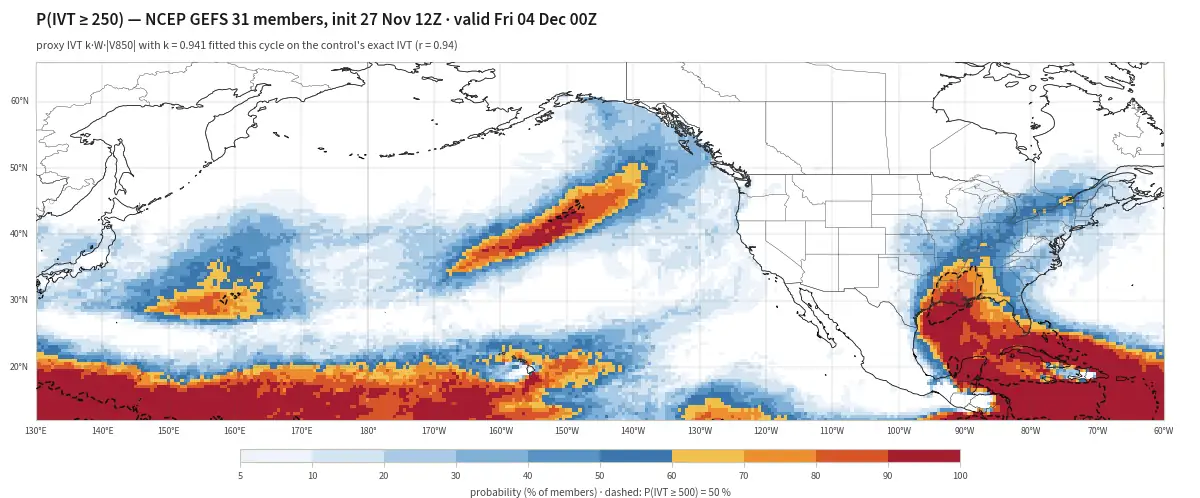 P(IVT ≥ 250) — NCEP GEFS 31 members, init 27 Nov 12Z · valid Fri 04 Dec 00Z
proxy IVT k·W·|V850| with k = 0.941 fitted this cycle on the control's exact IVT (r = 0.94)
60°N
50°N
40°N
30°N
20°N
130°E 140°E 150°E 160°E 170°E 180° 170°W 160°W 150°W 140°W 130°W 120°W 110°W 100°W 90°W 80°W 70°W 60°W
5 10 20 30 40 50 60 70 80 90 100
probability (% of members) · dashed: P(IVT ≥ 500) = 50 %